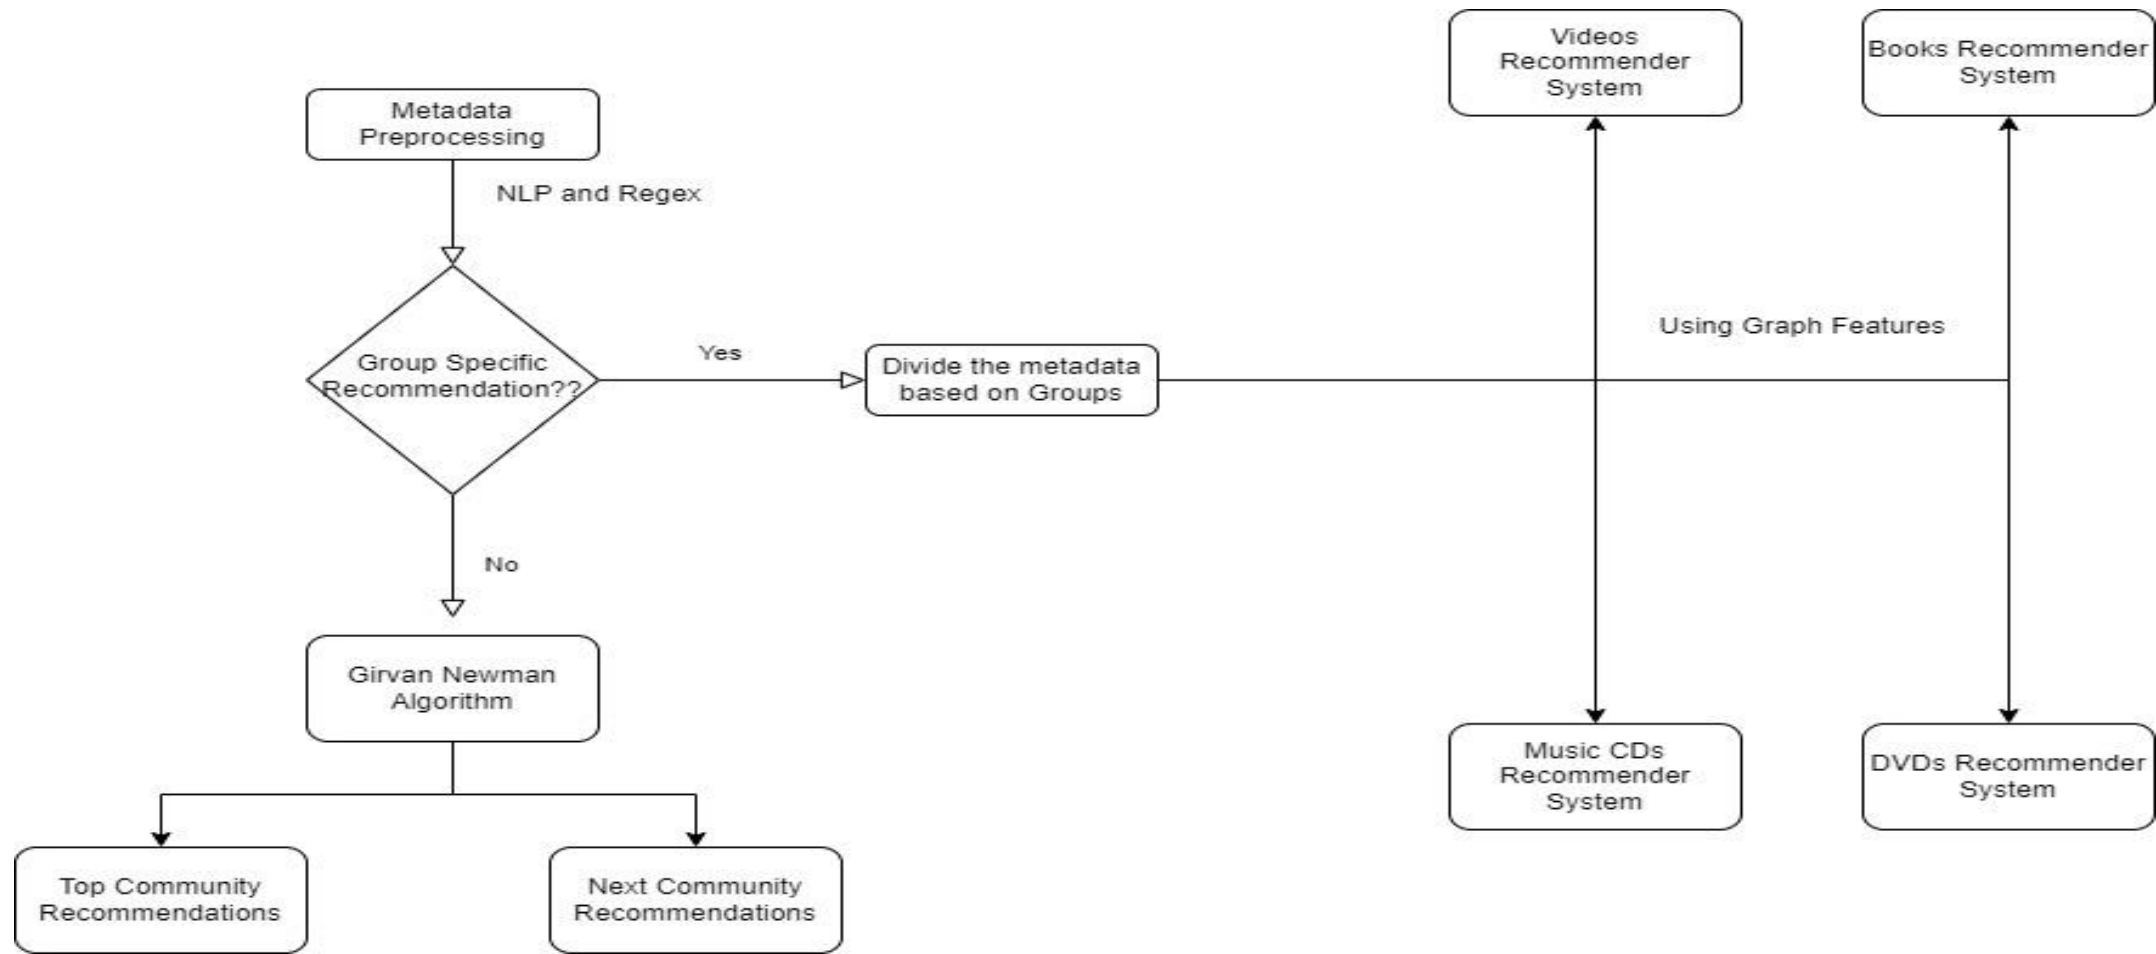 Metadata
Preprocessing
NLP and Regex
Group Specific
Recommendation??
Yes
Divide the metadata
based on Groups
Using Graph Features
Videos
Recommender
System
Books Recommender
System
Music CDs
Recommender
System
DVDs Recommender
System
No
Girvan Newman
Algorithm
Top Community
Recommendations
Next Community
Recommendations